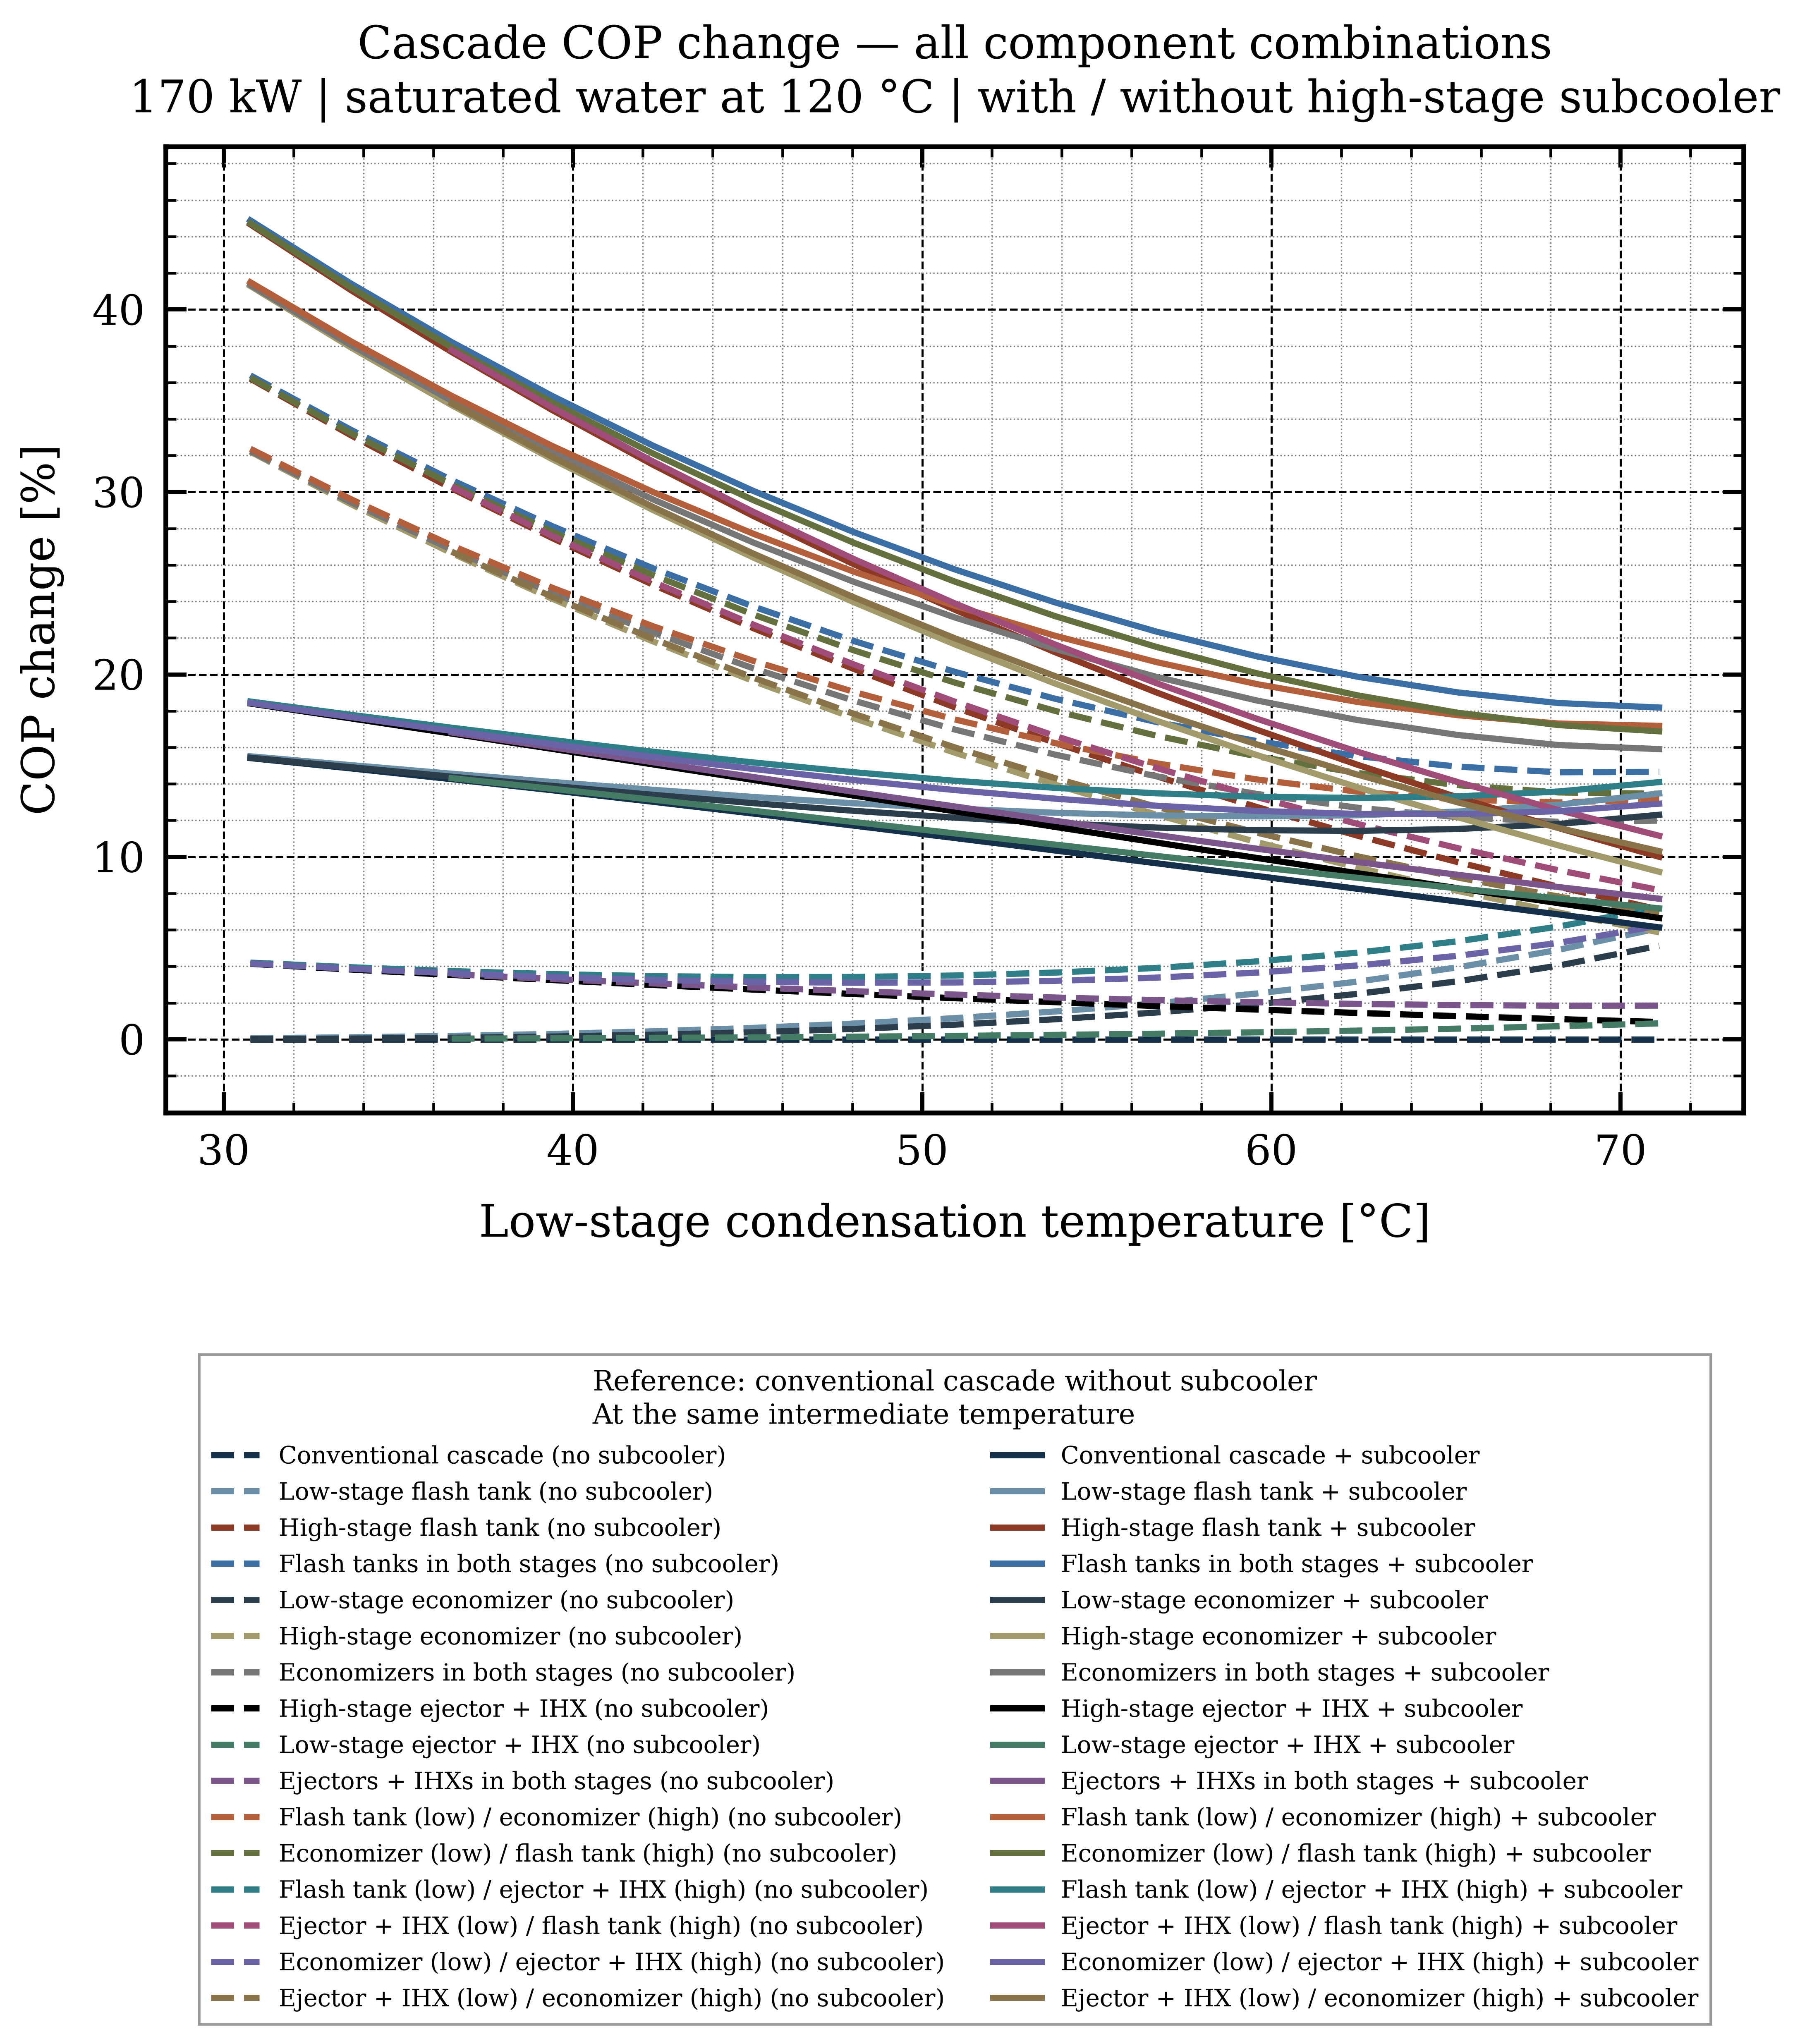 Cascade COP change — all component combinations
170 kW | saturated water at 120 °C | with / without high-stage subcooler
COP change [%]
40
30
20
10
0
30 40 50 60 70
Low-stage condensation temperature [°C]
Reference: conventional cascade without subcooler
At the same intermediate temperature
Conventional cascade (no subcooler)
Low-stage flash tank (no subcooler)
High-stage flash tank (no subcooler)
Flash tanks in both stages (no subcooler)
Low-stage economizer (no subcooler)
High-stage economizer (no subcooler)
Economizers in both stages (no subcooler)
High-stage ejector + IHX (no subcooler)
Low-stage ejector + IHX (no subcooler)
Ejectors + IHXs in both stages (no subcooler)
Flash tank (low) / economizer (high) (no subcooler)
Economizer (low) / flash tank (high) (no subcooler)
Flash tank (low) / ejector + IHX (high) (no subcooler)
Ejector + IHX (low) / flash tank (high) (no subcooler)
Economizer (low) / ejector + IHX (high) (no subcooler)
Ejector + IHX (low) / economizer (high) (no subcooler)
Conventional cascade + subcooler
Low-stage flash tank + subcooler
High-stage flash tank + subcooler
Flash tanks in both stages + subcooler
Low-stage economizer + subcooler
High-stage economizer + subcooler
Economizers in both stages + subcooler
High-stage ejector + IHX + subcooler
Low-stage ejector + IHX + subcooler
Ejectors + IHXs in both stages + subcooler
Flash tank (low) / economizer (high) + subcooler
Economizer (low) / flash tank (high) + subcooler
Flash tank (low) / ejector + IHX (high) + subcooler
Ejector + IHX (low) / flash tank (high) + subcooler
Economizer (low) / ejector + IHX (high) + subcooler
Ejector + IHX (low) / economizer (high) + subcooler